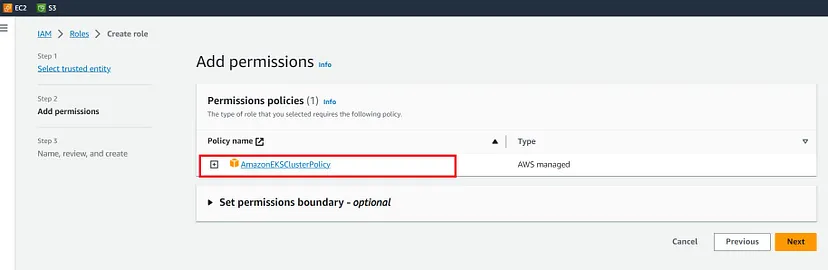 EC2 S3
IAM > Roles > Create role
Step 1
Select trusted entity
Step 2
Add permissions
Step 3
Name, review, and create
Add permissions Info
Permissions policies (1) Info
The type of role that you selected requires the following policy.
Policy name Type
AmazonEKSClusterPolicy AWS managed
Set permissions boundary - optional
Cancel Previous Next